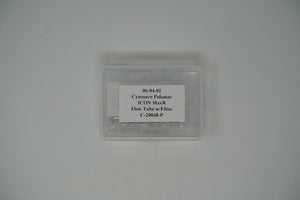 06-04-02
Cynosure Palomar
ICON MaxR
Flow Tube w/Filter
C-20048-P